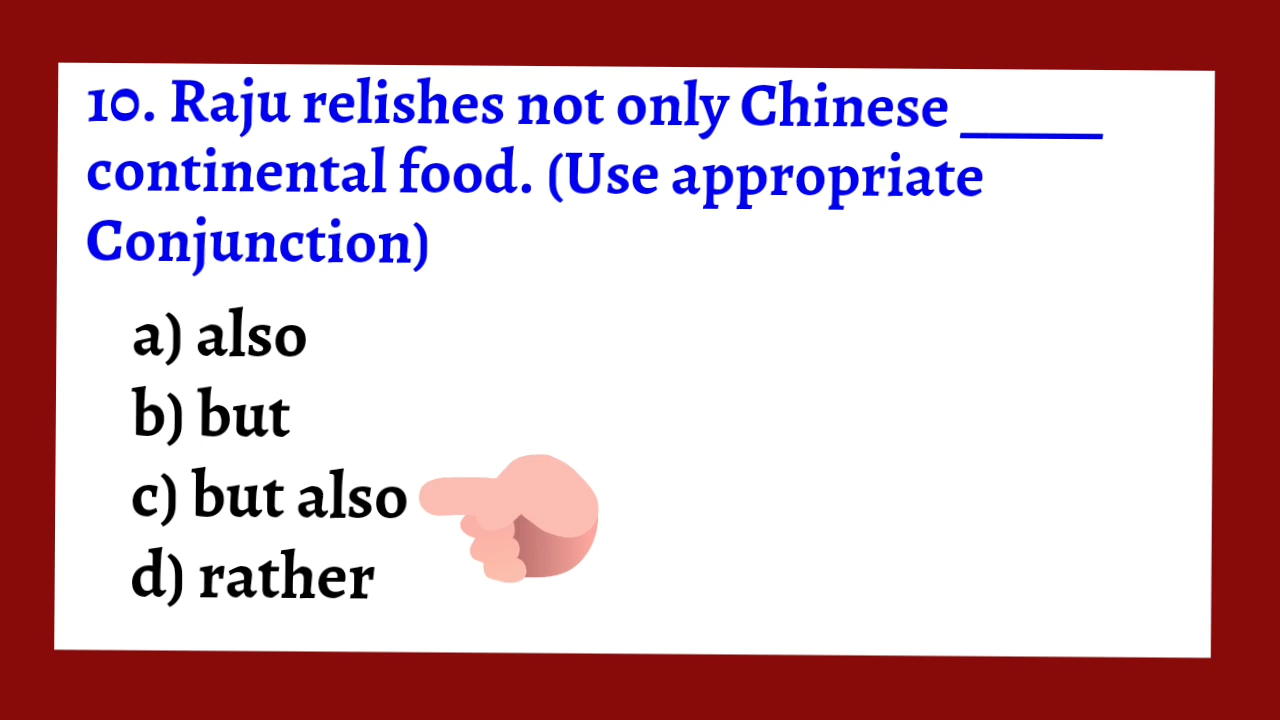 10. Raju relishes not only Chinese _____
continental food. (Use appropriate
Conjunction)
a) also
b) but
c) but also
d) rather